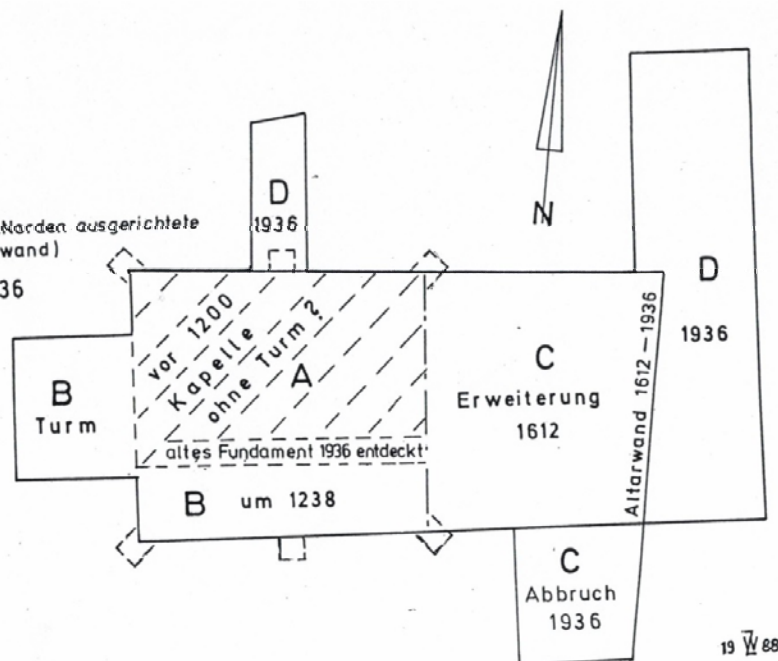 Norden ausgerichtete
wand)
36
D
1936
N
D
1936
vor 1200
Kapelle
ohne Turm?
A
B
Turm
C
Erweiterung
1612
Altarwand 1612 – 1936
altes Fundament 1936 entdeckt
B um 1238
C
Abbruch
1936
19 88